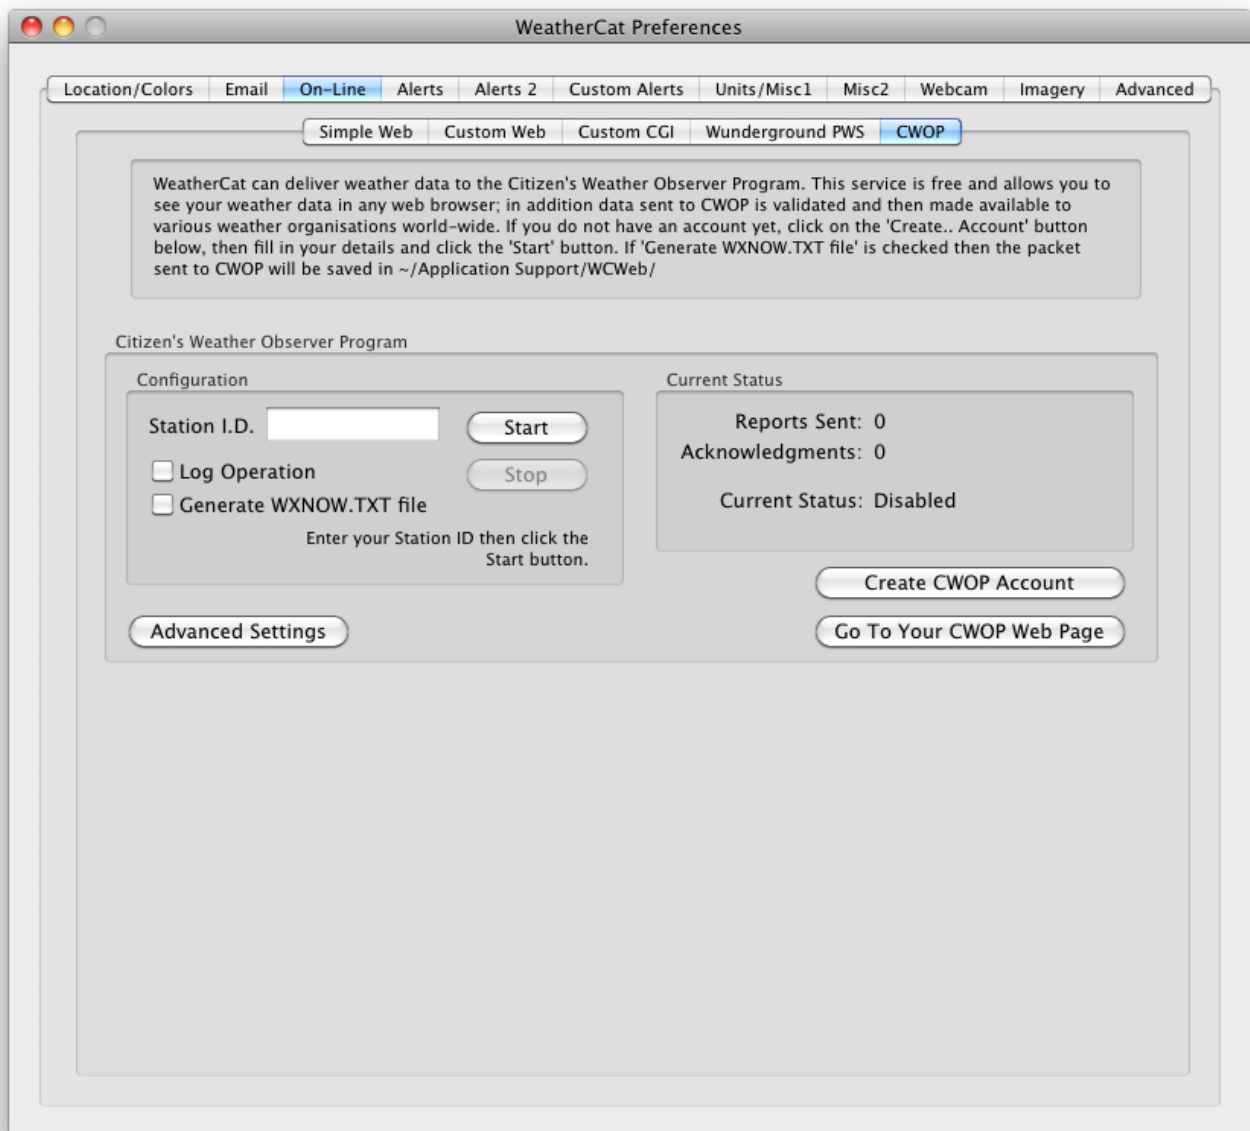 WeatherCat Preferences
Location/Colors Email On-Line Alerts Alerts 2 Custom Alerts Units/Misc1 Misc2 Webcam Imagery Advanced
Simple Web Custom Web Custom CGI Wunderground PWS CWOP
WeatherCat can deliver weather data to the Citizen's Weather Observer Program. This service is free and allows you to
see your weather data in any web browser; in addition data sent to CWOP is validated and then made available to
various weather organisations world-wide. If you do not have an account yet, click on the 'Create.. Account' button
below, then fill in your details and click the 'Start' button. If 'Generate WXNOW.TXT file' is checked then the packet
sent to CWOP will be saved in ~/Application Support/WCWeb/
Citizen's Weather Observer Program
Configuration
Station I.D.
Start
Log Operation
Stop
Generate WXNOW.TXT file
Enter your Station ID then click the
Start button.
Advanced Settings
Current Status
Reports Sent: 0
Acknowledgments: 0
Current Status: Disabled
Create CWOP Account
Go To Your CWOP Web Page